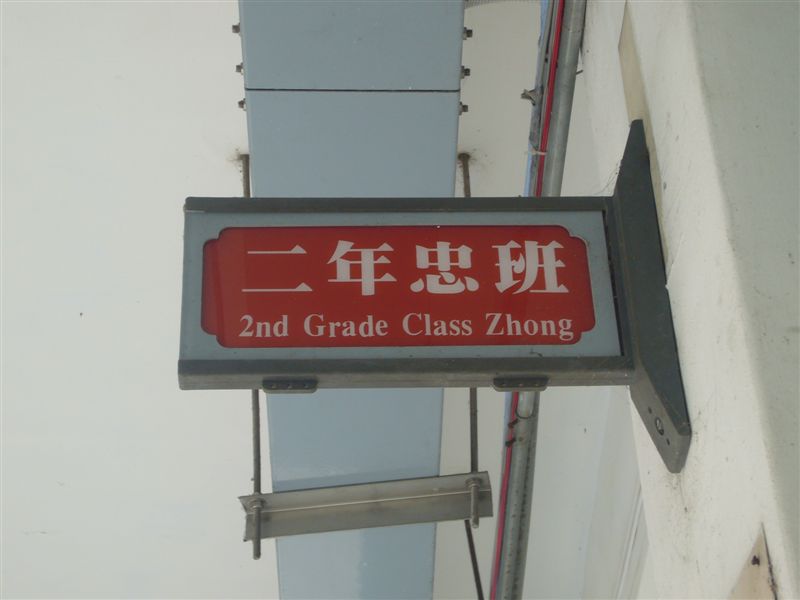 二年忠班
2nd Grade Class Zhong